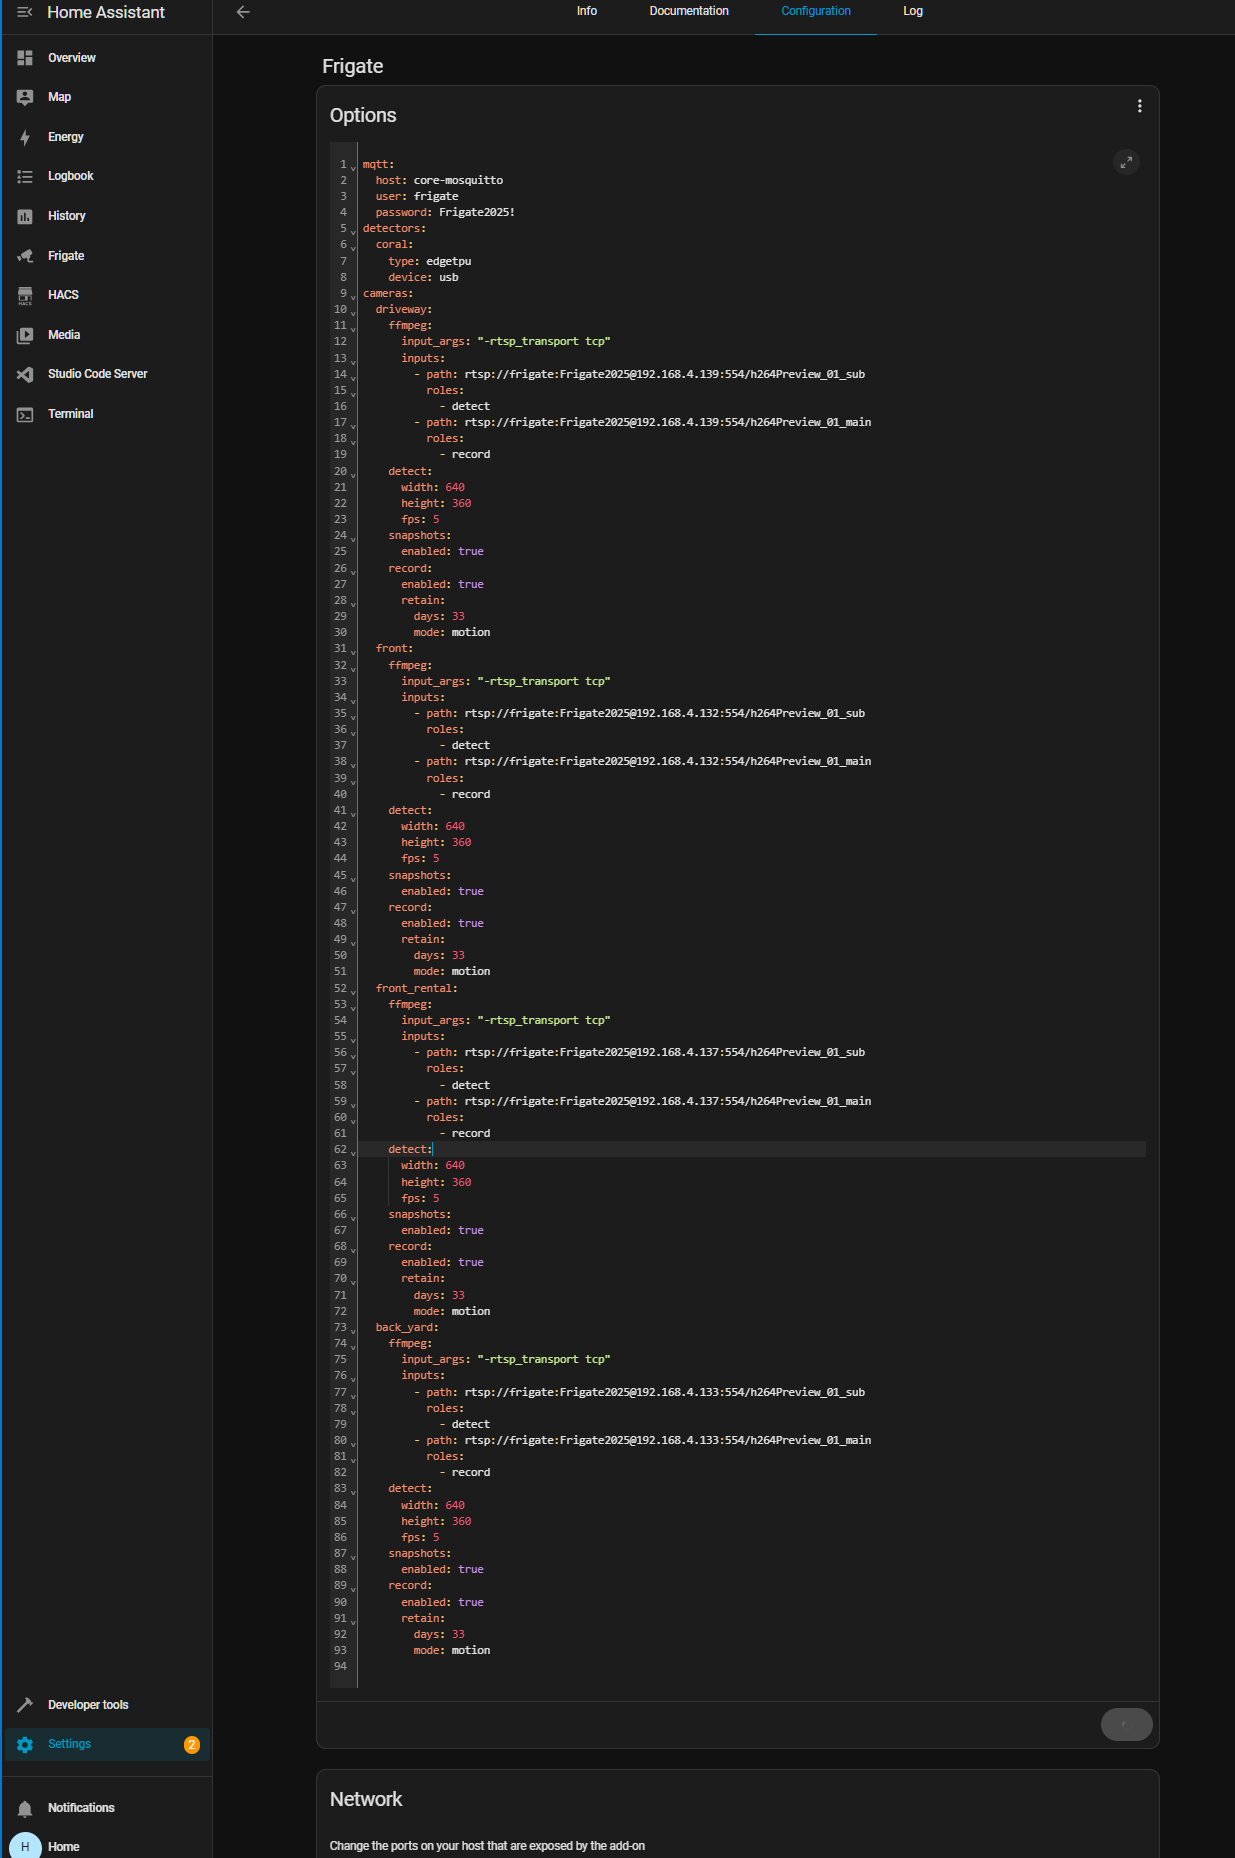 Home Assistant
Info Documentation Configuration Log
Overview
Map
Energy
Logbook
History
Frigate
HACS
Media
Studio Code Server
Terminal
Developer tools
Settings 2
Notifications
H Home
Frigate
Options
1 mqtt:
2 host: core-mosquitto
3 user: frigate
4 password: Frigate2025!
5 detectors:
6 coral:
7 type: edgetpu
8 device: usb
9 cameras:
10 driveway:
11 ffmpeg:
12 input_args: "-rtsp_transport tcp"
13 inputs:
14 - path: rtsp://frigate:Frigate2025@192.168.4.139:554/h264Preview_01_sub
15 roles:
16 - detect
17 - path: rtsp://frigate:Frigate2025@192.168.4.139:554/h264Preview_01_main
18 roles:
19 - record
20 detect:
21 width: 640
22 height: 360
23 fps: 5
24 snapshots:
25 enabled: true
26 record:
27 enabled: true
28 retain:
29 days: 33
30 mode: motion
31 front:
32 ffmpeg:
33 input_args: "-rtsp_transport tcp"
34 inputs:
35 - path: rtsp://frigate:Frigate2025@192.168.4.132:554/h264Preview_01_sub
36 roles:
37 - detect
38 - path: rtsp://frigate:Frigate2025@192.168.4.132:554/h264Preview_01_main
39 roles:
40 - record
41 detect:
42 width: 640
43 height: 360
44 fps: 5
45 snapshots:
46 enabled: true
47 record:
48 enabled: true
49 retain:
50 days: 33
51 mode: motion
52 front_rental:
53 ffmpeg:
54 input_args: "-rtsp_transport tcp"
55 inputs:
56 - path: rtsp://frigate:Frigate2025@192.168.4.137:554/h264Preview_01_sub
57 roles:
58 - detect
59 - path: rtsp://frigate:Frigate2025@192.168.4.137:554/h264Preview_01_main
60 roles:
61 - record
62 detect:
63 width: 640
64 height: 360
65 fps: 5
66 snapshots:
67 enabled: true
68 record:
69 enabled: true
70 retain:
71 days: 33
72 mode: motion
73 back_yard:
74 ffmpeg:
75 input_args: "-rtsp_transport tcp"
76 inputs:
77 - path: rtsp://frigate:Frigate2025@192.168.4.133:554/h264Preview_01_sub
78 roles:
79 - detect
80 - path: rtsp://frigate:Frigate2025@192.168.4.133:554/h264Preview_01_main
81 roles:
82 - record
83 detect:
84 width: 640
85 height: 360
86 fps: 5
87 snapshots:
88 enabled: true
89 record:
90 enabled: true
91 retain:
92 days: 33
93 mode: motion
94
Network
Change the ports on your host that are exposed by the add-on